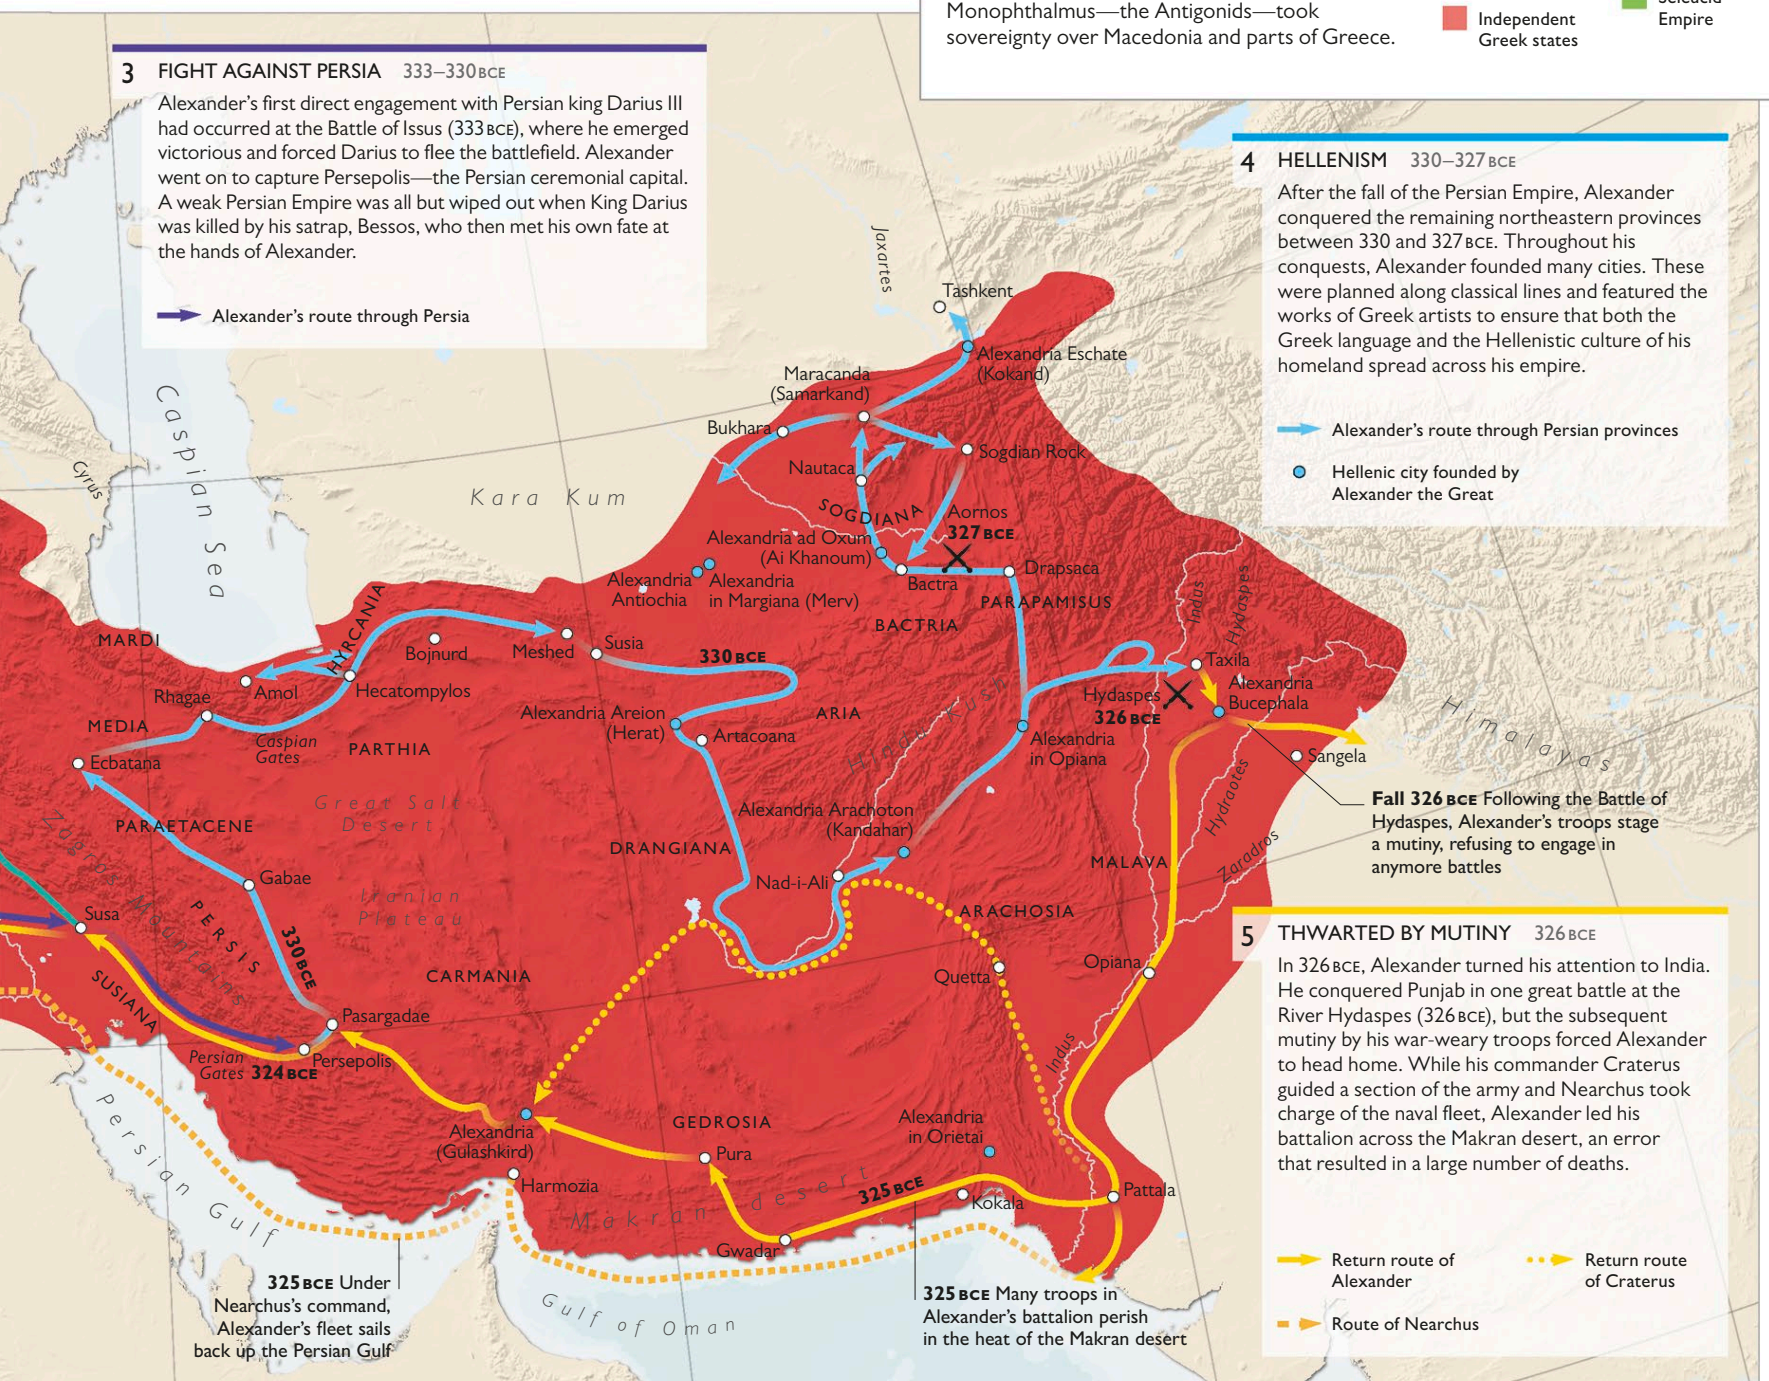 Monophthalmus—the Antigonids—took
sovereignty over Macedonia and parts of Greece.
Independent
Greek states
Empire
3 FIGHT AGAINST PERSIA 333–330 BCE
Alexander's first direct engagement with Persian king Darius III
had occurred at the Battle of Issus (333 BCE), where he emerged
victorious and forced Darius to flee the battlefield. Alexander
went on to capture Persepolis—the Persian ceremonial capital.
A weak Persian Empire was all but wiped out when King Darius
was killed by his satrap, Bessos, who then met his own fate at
the hands of Alexander.
Alexander's route through Persia
4 HELLENISM 330–327 BCE
After the fall of the Persian Empire, Alexander
conquered the remaining northeastern provinces
between 330 and 327 BCE. Throughout his
conquests, Alexander founded many cities. These
were planned along classical lines and featured the
works of Greek artists to ensure that both the
Greek language and the Hellenistic culture of his
homeland spread across his empire.
Alexander's route through Persian provinces
Hellenic city founded by
Alexander the Great
Jaxartes
Tashkent
Alexandria Eschate
(Kokand)
Maracanda
(Samarkand)
Bukhara
Sogdian Rock
Nautaca
Caspian Sea
Cyrus
Kara Kum
SOGDIANA
Aornos
327 BCE
Alexandria ad Oxum
(Ai Khanoum)
Bactra
Drapsaca
Alexandria
Antiochia
Alexandria
in Margiana (Merv)
PARAPAMISUS
BACTRIA
Indus
Hydaspes
MARDI
HYRCANIA
Bojnurd
Meshed
Susia
330 BCE
Taxila
Amol
Hecatompylos
Rhagae
Hydaspes
326 BCE
Alexandria
Bucephala
MEDIA
Caspian
Gates
PARTHIA
Alexandria Areion
(Herat)
Artacoana
ARIA
Hindu Kush
Alexandria
in Opiana
Sangela
Himalayas
Ecbatana
Great Salt
Desert
Alexandria Arachoton
(Kandahar)
Hydraotes
Fall 326 BCE Following the Battle of
Hydaspes, Alexander's troops stage
a mutiny, refusing to engage in
anymore battles
PARAETACENE
DRANGIANA
MALAVA
Zaradros
Zagros Mountains
Gabae
Iranian
Plateau
Nad-i-Ali
ARACHOSIA
Susa
PERSIS
330 BCE
CARMANIA
Quetta
Opiana
SUSIANA
Pasargadae
Persian
Gates
324 BCE
Persepolis
Indus
Persian Gulf
Alexandria
(Gulashkird)
GEDROSIA
Alexandria
in Orietai
Pura
Harmozia
Makran desert
325 BCE
Kokala
Pattala
Gwadar
325 BCE Under
Nearchus's command,
Alexander's fleet sails
back up the Persian Gulf
Gulf of Oman
325 BCE Many troops in
Alexander's battalion perish
in the heat of the Makran desert
5 THWARTED BY MUTINY 326 BCE
In 326 BCE, Alexander turned his attention to India.
He conquered Punjab in one great battle at the
River Hydaspes (326 BCE), but the subsequent
mutiny by his war-weary troops forced Alexander
to head home. While his commander Craterus
guided a section of the army and Nearchus took
charge of the naval fleet, Alexander led his
battalion across the Makran desert, an error
that resulted in a large number of deaths.
Return route of
Alexander
Return route
of Craterus
Route of Nearchus